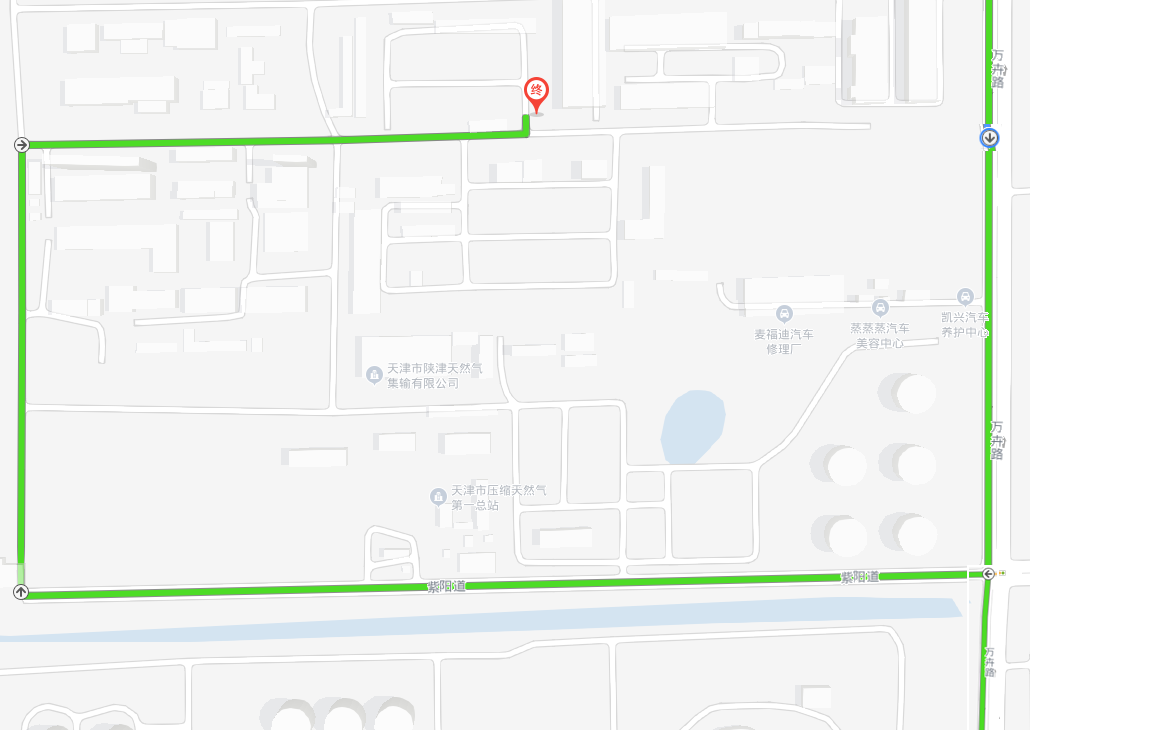 万卉路
终
麦福迪汽车
修理厂
蒸蒸蒸汽车
美容中心
凯兴汽车
养护中心
天津市陕津天然气
集输有限公司
万卉路
天津市压缩天然气
第一总站
紫阳道
紫阳道
万卉路